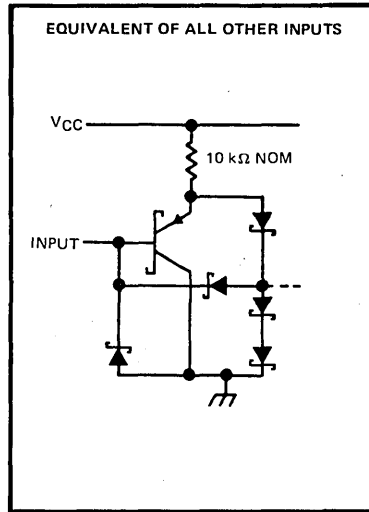 EQUIVALENT OF ALL OTHER INPUTS
VCC
10 kΩ NOM
INPUT